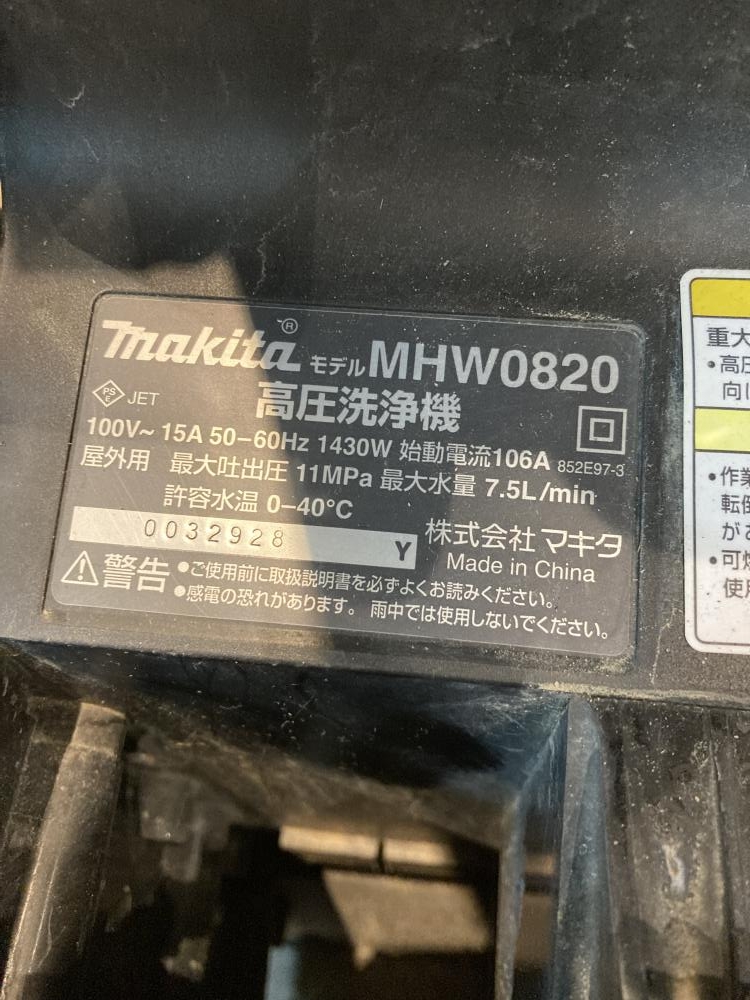 makita® モデル MHW0820
PSE JET 高圧洗浄機
100V~ 15A 50-60Hz 1430W 始動電流106A 852E97-3
屋外用 最大吐出圧 11MPa 最大水量 7.5L/min
許容水温 0-40°C
0032928 Y 株式会社 マキタ
Made in China
警告 •ご使用前に取扱説明書を必ずよくお読みください。
•感電の恐れがあります。雨中では使用しないでください。
重大
•高圧
向け
•作業
転倒
があ
•可燃
使用